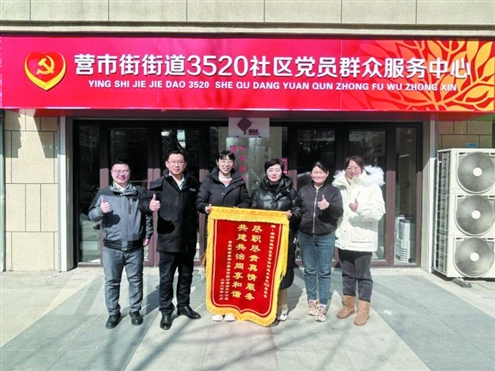 营市街街道3520社区党员群众服务中心
YING SHI JIE JIE DAO 3520 SHE QU DANG YUAN QUN ZHONG FU WU ZHONG XIN
尽职尽责真情服务
共建共治同享和谐